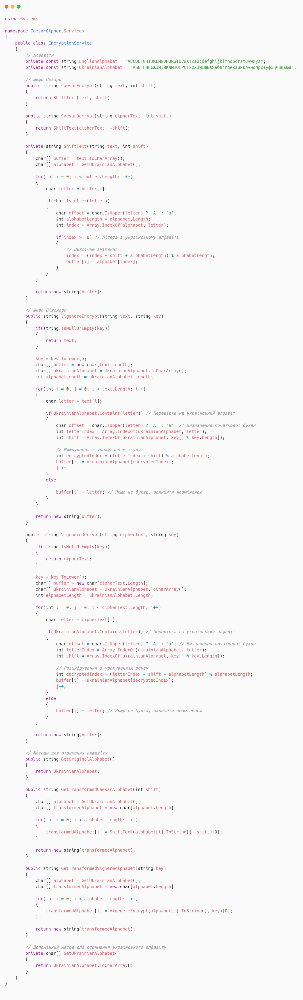 using System;

namespace CaesarCipher.Services
{
    public class EncryptionService
    {
        // Алфавіти
        private const string EnglishAlphabet = "ABCDEFGHIJKLMNOPQRSTUVWXYZabcdefghijklmnopqrstuvwxyz";
        private const string UkrainianAlphabet = "АБВГҐДЕЄЖЗИІЙКЛМНОПРСТУФХЦЧШЩЬЮЯабвгґдежзийклмнопрстуфхцчшщьюя";

        // Шифр Цезаря
        public string CaesarEncrypt(string text, int shift)
        {
            return ShiftText(text, shift);
        }

        public string CaesarDecrypt(string cipherText, int shift)
        {
            return ShiftText(cipherText, -shift);
        }

        private string ShiftText(string text, int shift)
        {
            char[] buffer = text.ToCharArray();
            char[] alphabet = GetUkrainianAlphabet();

            for(int i = 0; i < buffer.Length; i++)
            {
                char letter = buffer[i];

                if(char.IsLetter(letter))
                {
                    char offset = char.IsUpper(letter) ? 'А' : 'а';
                    int alphabetLength = alphabet.Length;
                    int index = Array.IndexOf(alphabet, letter);

                    if(index >= 0) // Літера в українському алфавіті
                    {
                        // Циклічне зміщення
                        index = (index + shift + alphabetLength) % alphabetLength;
                        buffer[i] = alphabet[index];
                    }
                }
            }

            return new string(buffer);
        }

        // Шифр Віженера
        public string VigenereEncrypt(string text, string key)
        {
            if(string.IsNullOrEmpty(key))
            {
                return text;
            }

            key = key.ToLower();
            char[] buffer = new char[text.Length];
            char[] ukrainianAlphabet = UkrainianAlphabet.ToCharArray();
            int alphabetLength = ukrainianAlphabet.Length;

            for(int i = 0, j = 0; i < text.Length; i++)
            {
                char letter = text[i];

                if(UkrainianAlphabet.Contains(letter)) // Перевірка на український алфавіт
                {
                    char offset = char.IsUpper(letter) ? 'А' : 'а'; // Визначення початкової букви
                    int letterIndex = Array.IndexOf(ukrainianAlphabet, letter);
                    int shift = Array.IndexOf(ukrainianAlphabet, key[j % key.Length]);

                    // Шифрування з урахуванням зсуву
                    int encryptedIndex = (letterIndex + shift) % alphabetLength;
                    buffer[i] = ukrainianAlphabet[encryptedIndex];
                    j++;
                }
                else
                {
                    buffer[i] = letter; // Якщо не буква, залишити незміненою
                }
            }

            return new string(buffer);
        }

        public string VigenereDecrypt(string cipherText, string key)
        {
            if(string.IsNullOrEmpty(key))
            {
                return cipherText;
            }

            key = key.ToLower();
            char[] buffer = new char[cipherText.Length];
            char[] ukrainianAlphabet = UkrainianAlphabet.ToCharArray();
            int alphabetLength = ukrainianAlphabet.Length;

            for(int i = 0, j = 0; i < cipherText.Length; i++)
            {
                char letter = cipherText[i];

                if(UkrainianAlphabet.Contains(letter)) // Перевірка на український алфавіт
                {
                    char offset = char.IsUpper(letter) ? 'А' : 'а'; // Визначення початкової букви
                    int letterIndex = Array.IndexOf(ukrainianAlphabet, letter);
                    int shift = Array.IndexOf(ukrainianAlphabet, key[j % key.Length]);

                    // Розшифрування з урахуванням зсуву
                    int decryptedIndex = (letterIndex - shift + alphabetLength) % alphabetLength;
                    buffer[i] = ukrainianAlphabet[decryptedIndex];
                    j++;
                }
                else
                {
                    buffer[i] = letter; // Якщо не буква, залишити незміненою
                }
            }

            return new string(buffer);
        }

        // Методи для отримання алфавіту
        public string GetOriginalAlphabet()
        {
            return UkrainianAlphabet;
        }

        public string GetTransformedCaesarAlphabet(int shift)
        {
            char[] alphabet = GetUkrainianAlphabet();
            char[] transformedAlphabet = new char[alphabet.Length];

            for(int i = 0; i < alphabet.Length; i++)
            {
                transformedAlphabet[i] = ShiftText(alphabet[i].ToString(), shift)[0];
            }

            return new string(transformedAlphabet);
        }

        public string GetTransformedVignereAlphabet(string key)
        {
            char[] alphabet = GetUkrainianAlphabet();
            char[] transformedAlphabet = new char[alphabet.Length];

            for(int i = 0; i < alphabet.Length; i++)
            {
                transformedAlphabet[i] = VigenereEncrypt(alphabet[i].ToString(), key)[0];
            }

            return new string(transformedAlphabet);
        }

        // Допоміжний метод для отримання українського алфавіту
        private char[] GetUkrainianAlphabet()
        {
            return UkrainianAlphabet.ToCharArray();
        }
    }
}